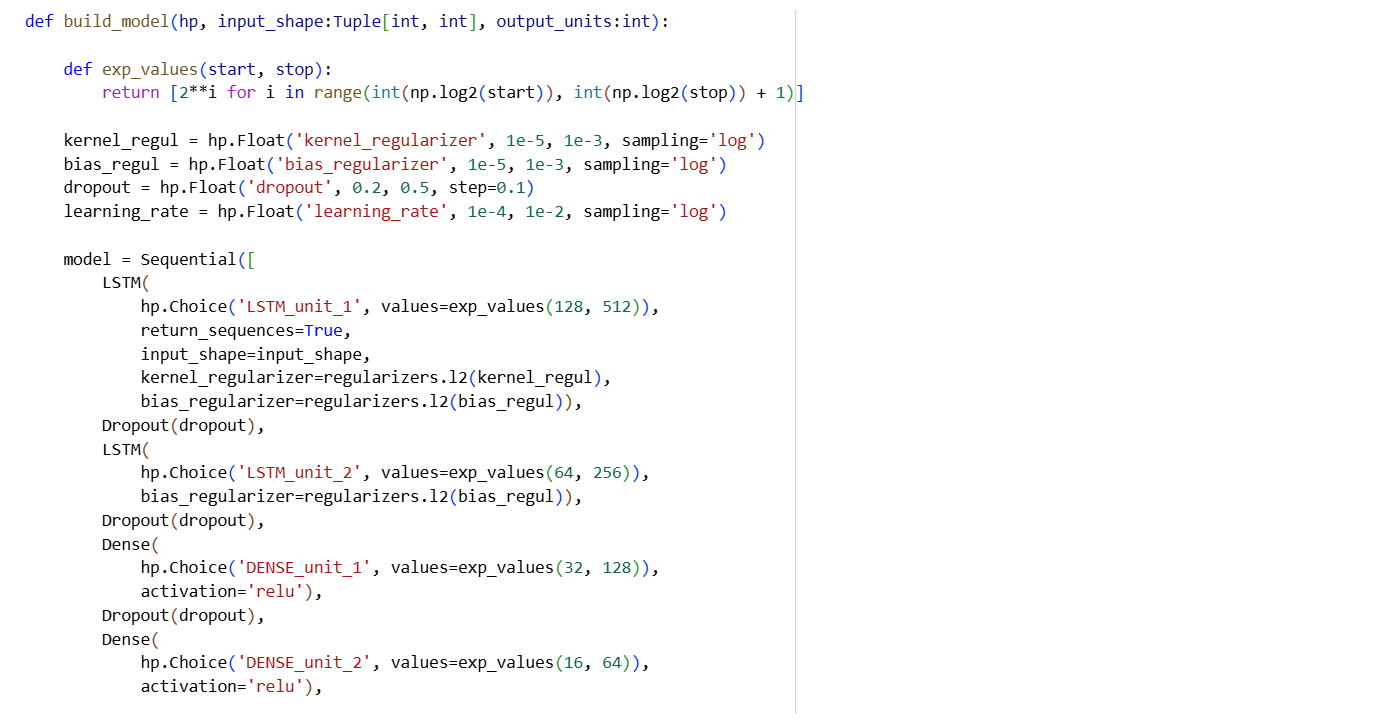 def build_model(hp, input_shape:Tuple[int, int], output_units:int):
def exp_values(start, stop):
return [2**i for i in range(int(np.log2(start)), int(np.log2(stop)) + 1)]
kernel_regul = hp.Float('kernel_regularizer', 1e-5, 1e-3, sampling='log')
bias_regul = hp.Float('bias_regularizer', 1e-5, 1e-3, sampling='log')
dropout = hp.Float('dropout', 0.2, 0.5, step=0.1)
learning_rate = hp.Float('learning_rate', 1e-4, 1e-2, sampling='log')
model = Sequential([
LSTM(
hp.Choice('LSTM_unit_1', values=exp_values(128, 512)),
return_sequences=True,
input_shape=input_shape,
kernel_regularizer=regularizers.l2(kernel_regul),
bias_regularizer=regularizers.l2(bias_regul)),
Dropout(dropout),
LSTM(
hp.Choice('LSTM_unit_2', values=exp_values(64, 256)),
bias_regularizer=regularizers.l2(bias_regul)),
Dropout(dropout),
Dense(
hp.Choice('DENSE_unit_1', values=exp_values(32, 128)),
activation='relu'),
Dropout(dropout),
Dense(
hp.Choice('DENSE_unit_2', values=exp_values(16, 64)),
activation='relu'),